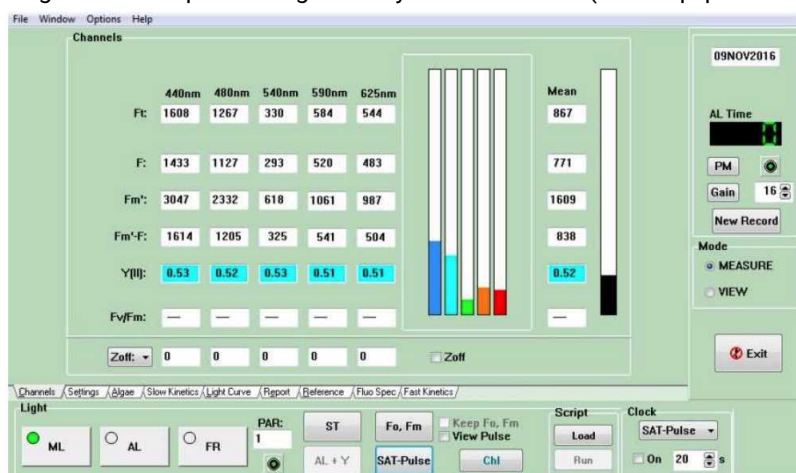 File Window Options Help
Channels
440nm 480nm 540nm 590nm 625nm Mean
Ft: 1608 1267 330 584 544 867
F: 1433 1127 293 520 483 771
Fm': 3047 2332 618 1061 987 1609
Fm'-F: 1614 1205 325 541 504 838
Y(II): 0.53 0.52 0.53 0.51 0.51 0.52
Fv/Fm: — — — — — —
Zoff: 0 0 0 0 0 Zoff
09NOV2016
AL Time
0
PM
Gain 16
New Record
Mode
MEASURE
VIEW
Exit
Channels Settings Algae Slow Kinetics Light Curve Report Reference Fluo Spec Fast Kinetics
Light
ML
AL
FR
PAR:
1
ST
AL + Y
Fo, Fm
SAT-Pulse
Keep Fo, Fm
View Pulse
Chl
Script
Load
Run
Clock
SAT-Pulse
On 20 s